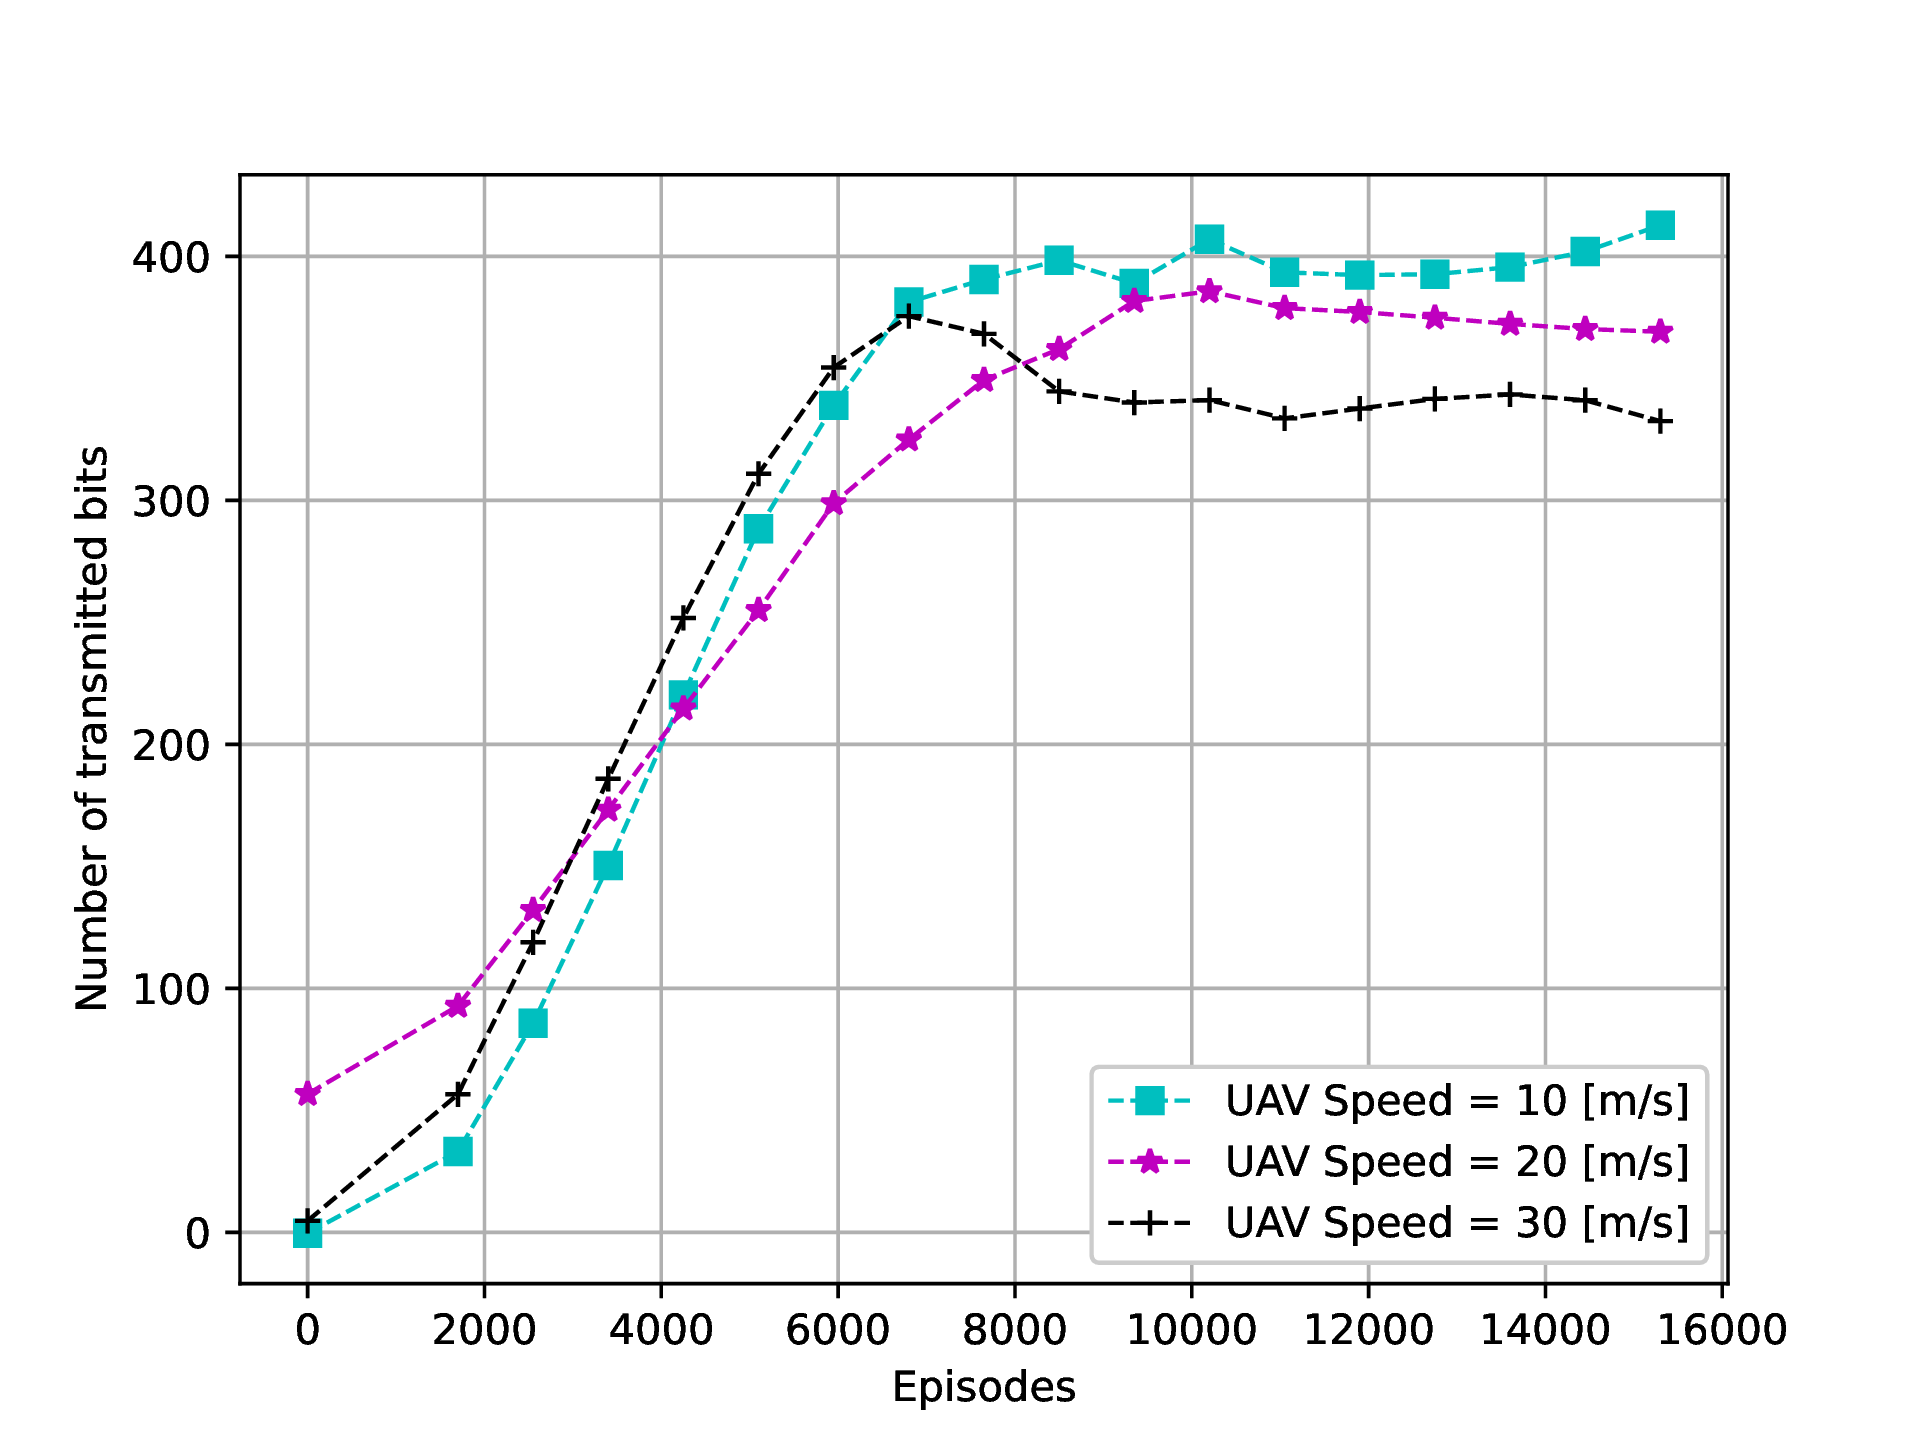 400
300
200
100
0
Number of transmitted bits
UAV Speed = 10 [m/s]
UAV Speed = 20 [m/s]
UAV Speed = 30 [m/s]
0 2000 4000 6000 8000 10000 12000 14000 16000
Episodes